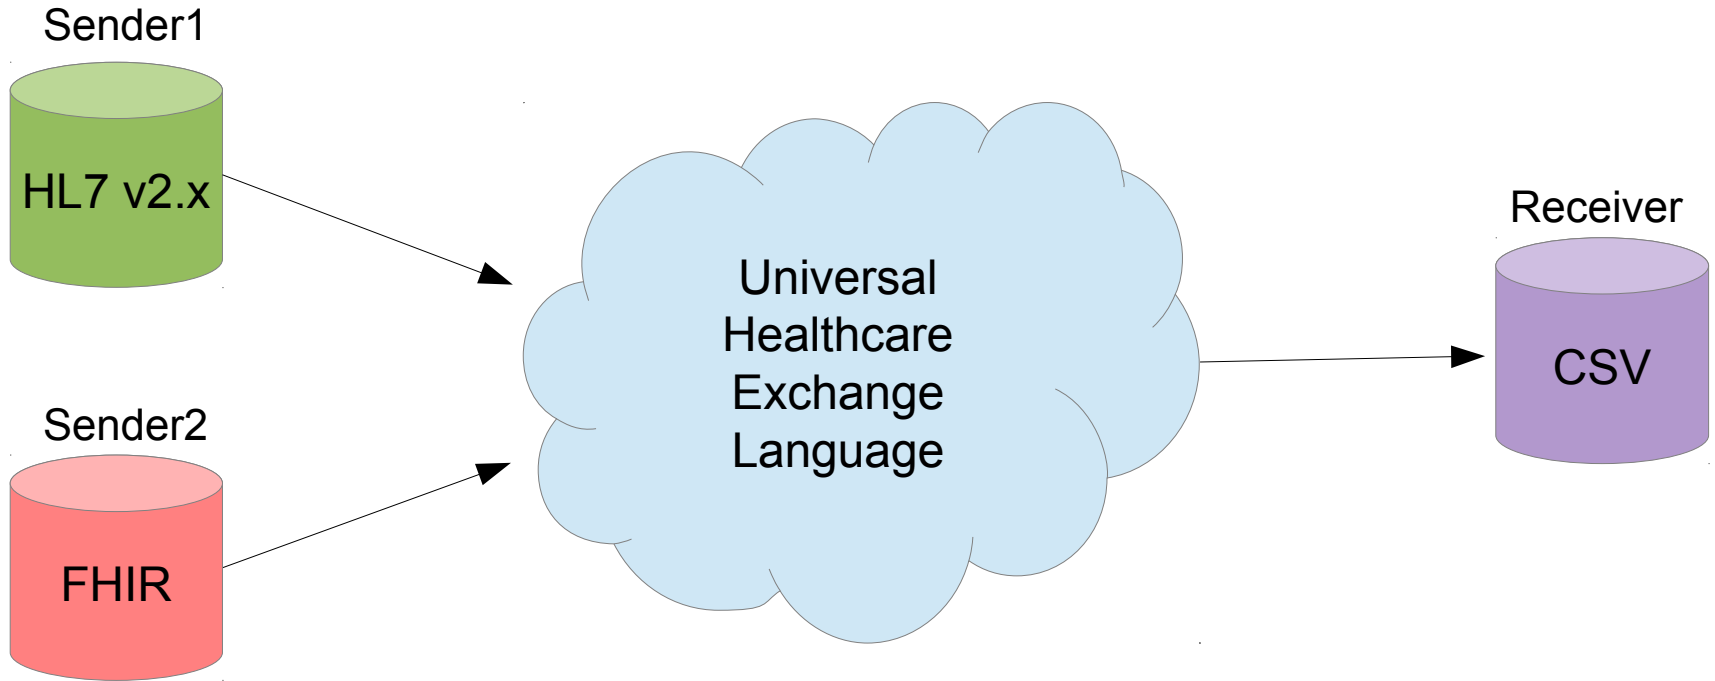 Sender1
HL7 v2.x
Sender2
FHIR
Universal
Healthcare
Exchange
Language
Receiver
CSV